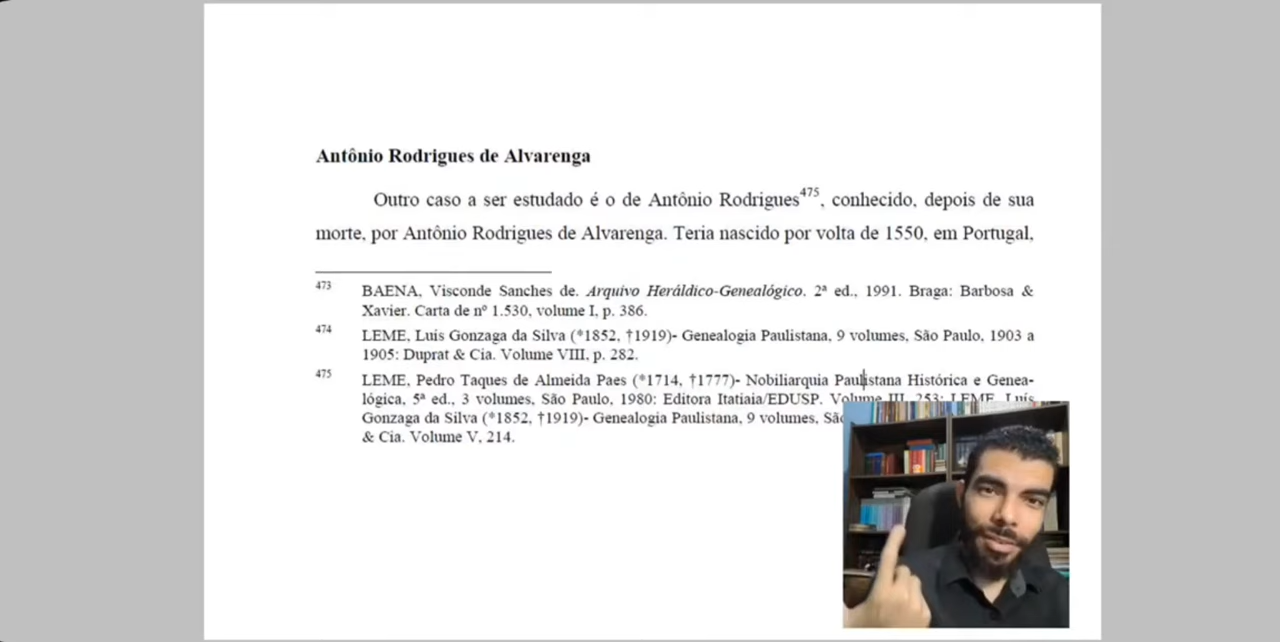 Antônio Rodrigues de Alvarenga
Outro caso a ser estudado é o de Antônio Rodrigues475, conhecido, depois de sua
morte, por Antônio Rodrigues de Alvarenga. Teria nascido por volta de 1550, em Portugal,
473 BAENA, Visconde Sanches de. Arquivo Heráldico-Genealógico. 2ª ed., 1991. Braga: Barbosa &
Xavier. Carta de nº 1.530, volume I, p. 386.
474 LEME, Luís Gonzaga da Silva (*1852, †1919)- Genealogia Paulistana, 9 volumes, São Paulo, 1903 a
1905: Duprat & Cia. Volume VIII, p. 282.
475 LEME, Pedro Taques de Almeida Paes (*1714, †1777)- Nobiliarquia Paulistana Histórica e Genea-
lógica, 5ª ed., 3 volumes, São Paulo, 1980: Editora Itatiaia/EDUSP. Volume III, 253; LEME, Luís
Gonzaga da Silva (*1852, †1919)- Genealogia Paulistana, 9 volumes,
& Cia. Volume V, 214.